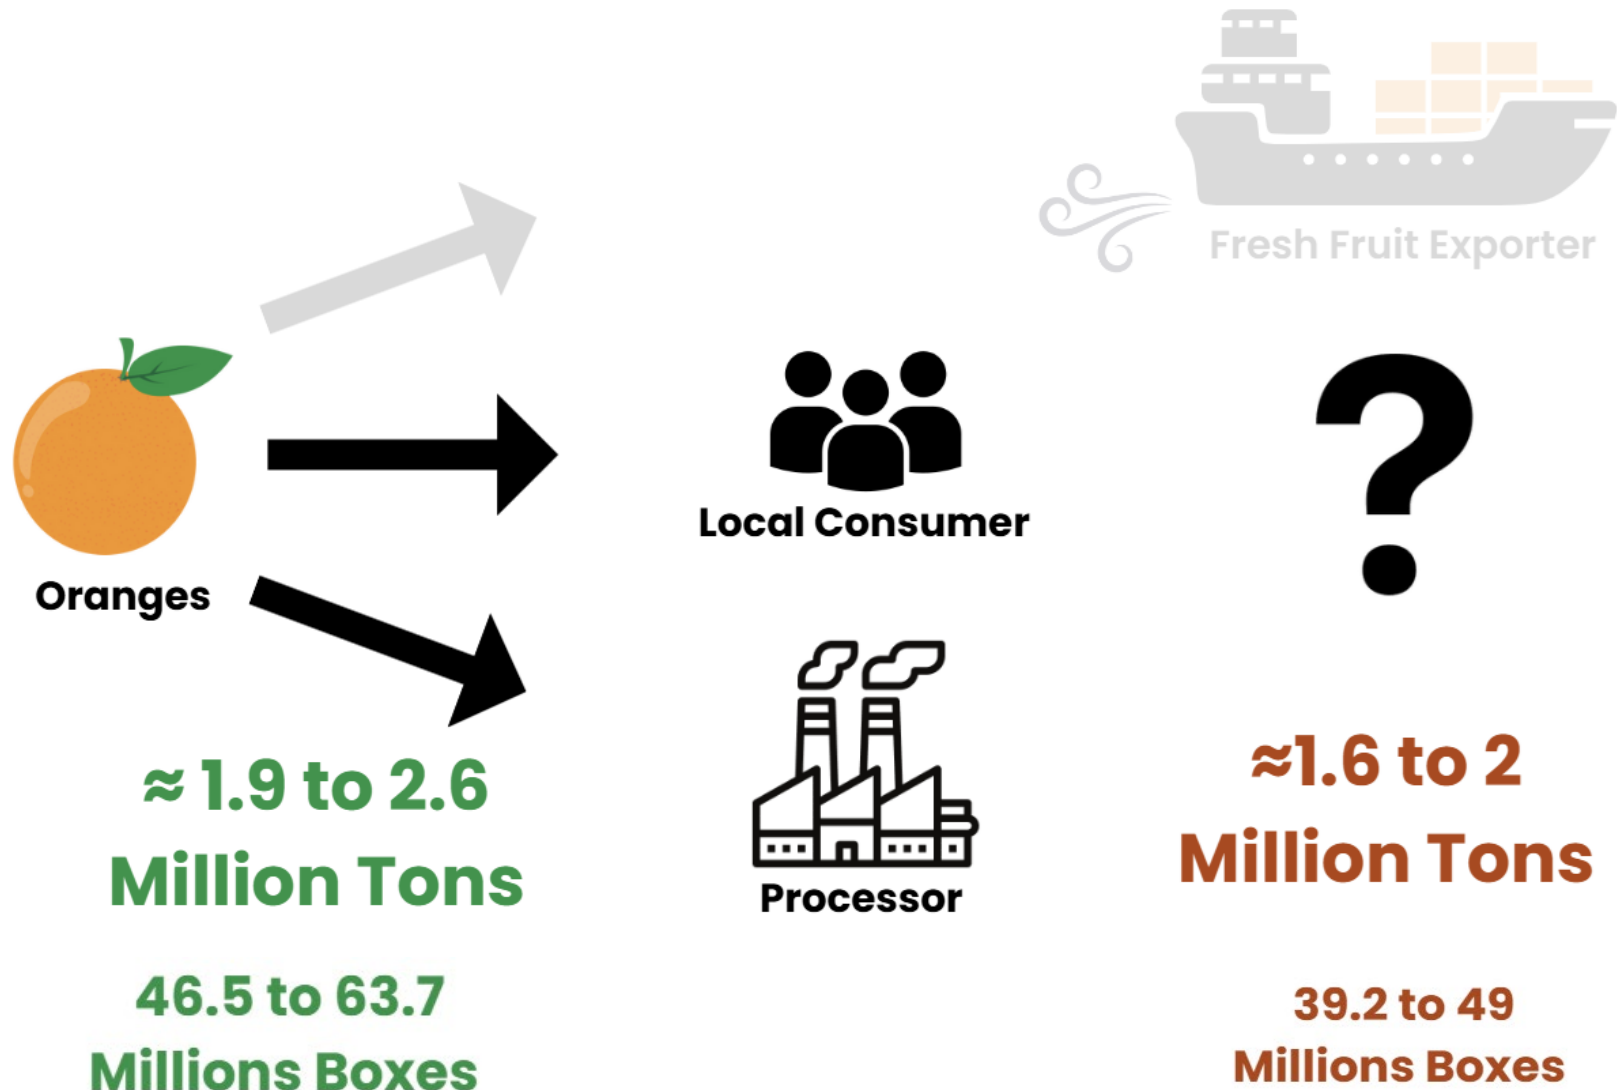 Fresh Fruit Exporter
Local Consumer
?
Oranges
Processor
≈ 1.9 to 2.6
Million Tons
46.5 to 63.7
Millions Boxes
≈1.6 to 2
Million Tons
39.2 to 49
Millions Boxes